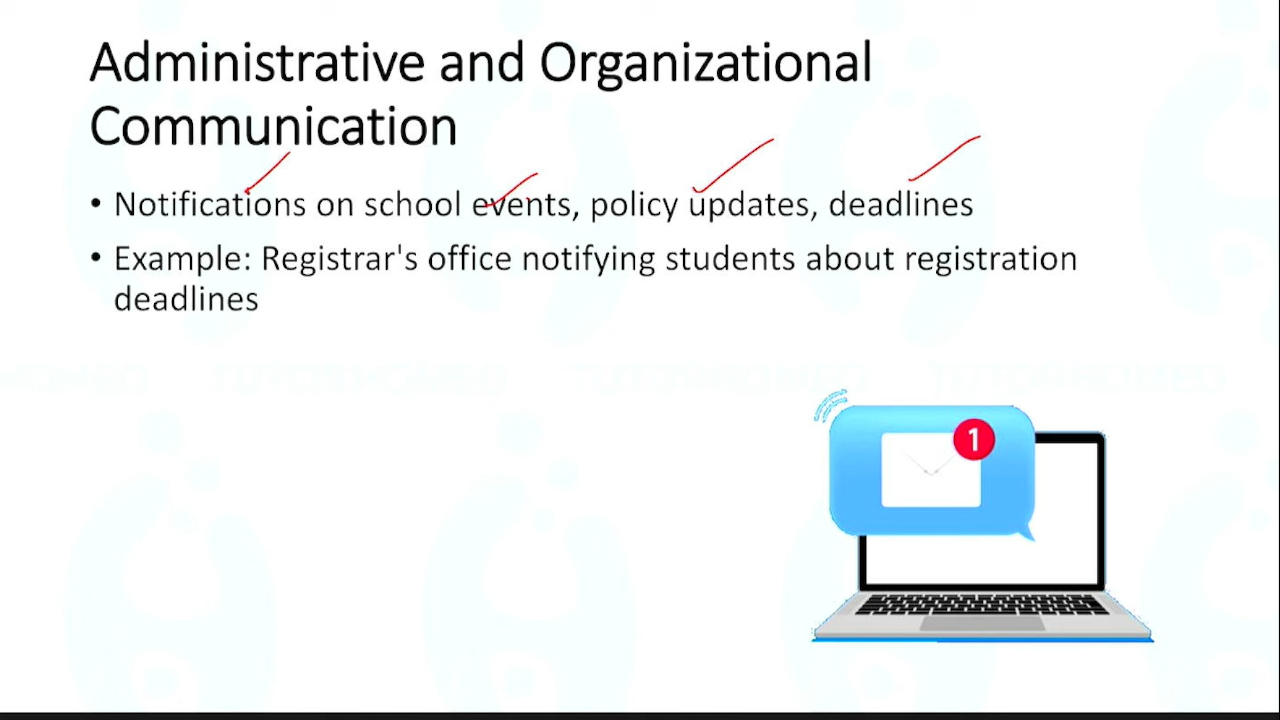 Administrative and Organizational
Communication
• Notifications on school events, policy updates, deadlines
• Example: Registrar's office notifying students about registration
deadlines
1